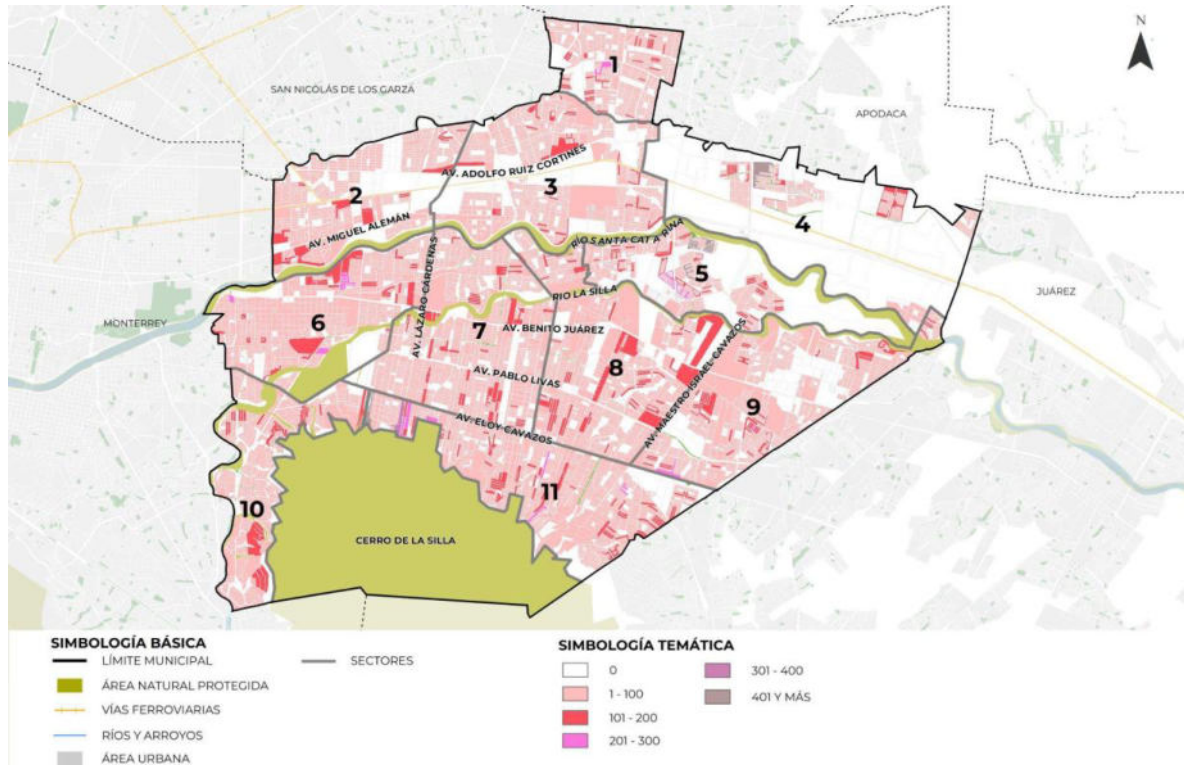 N
1
SAN NICOLÁS DE LOS GARZA
APODACA
AV. ADOLFO RUIZ CORTINES
3
2
4
AV. MIGUEL ALEMÁN
RÍO SANTA CATARINA
5
AV. LÁZARO CÁRDENAS
RIO LA SILLA
JUÁREZ
MONTERREY
6
7
AV. BENITO JUÁREZ
AV. PABLO LIVAS
8
AV. MAESTRO ISRAEL CAVAZOS
9
AV. ELOY CAVAZOS
10
11
CERRO DE LA SILLA
SIMBOLOGÍA BÁSICA
LÍMITE MUNICIPAL
SECTORES
ÁREA NATURAL PROTEGIDA
VÍAS FERROVIARIAS
RÍOS Y ARROYOS
ÁREA URBANA
SIMBOLOGÍA TEMÁTICA
0
1 - 100
101 - 200
201 - 300
301 - 400
401 Y MÁS